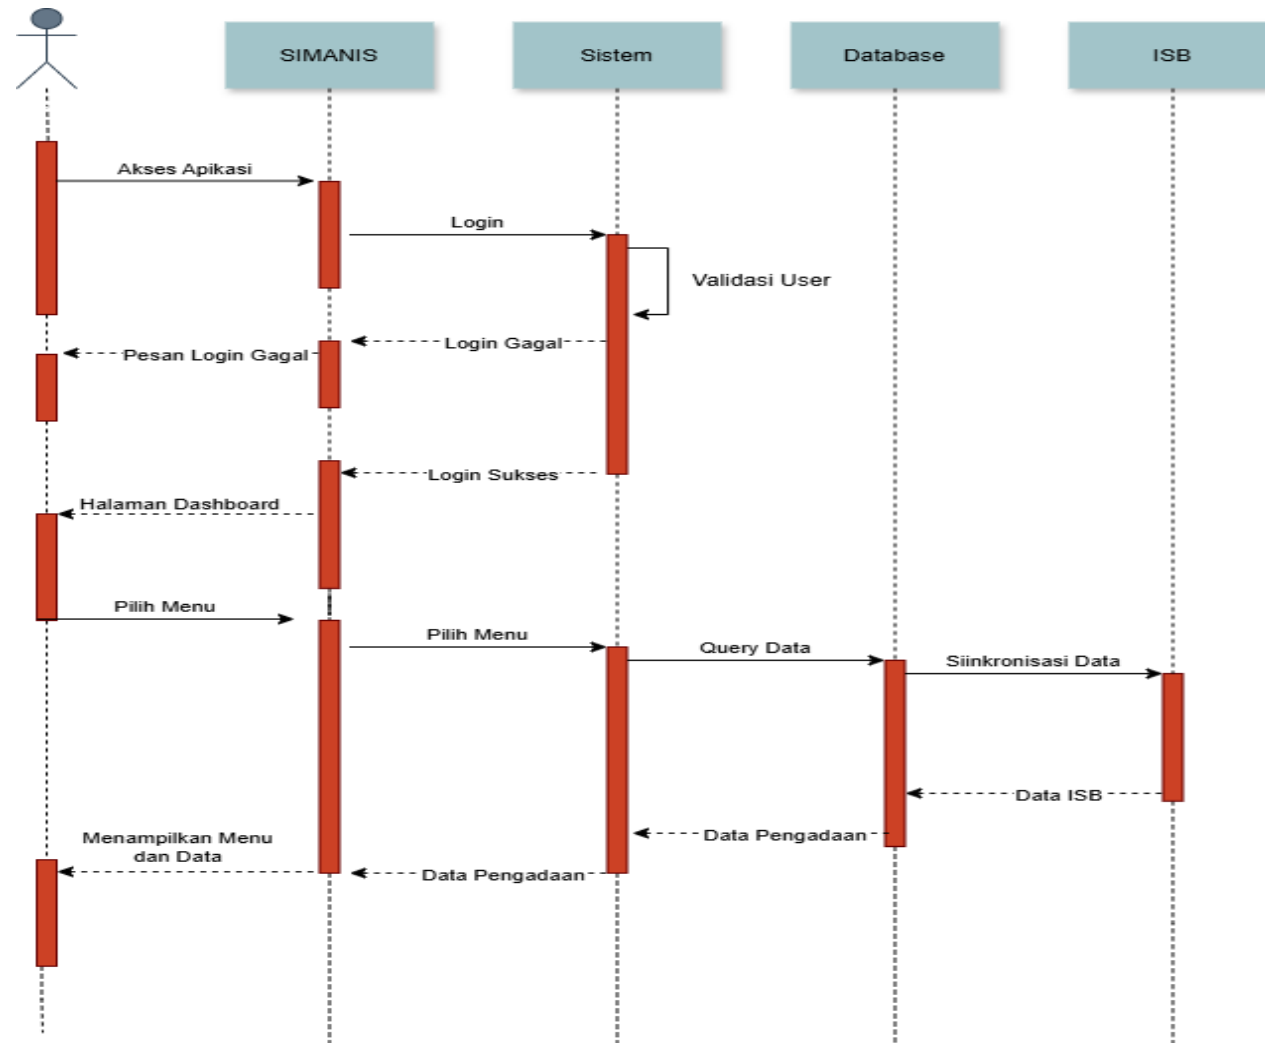 SIMANIS
Sistem
Database
ISB
Akses Apikasi
Login
Validasi User
Login Gagal
Pesan Login Gagal
Login Sukses
Halaman Dashboard
Pilih Menu
Pilih Menu
Query Data
Siinkronisasi Data
Data ISB
Data Pengadaan
Menampilkan Menu
dan Data
Data Pengadaan